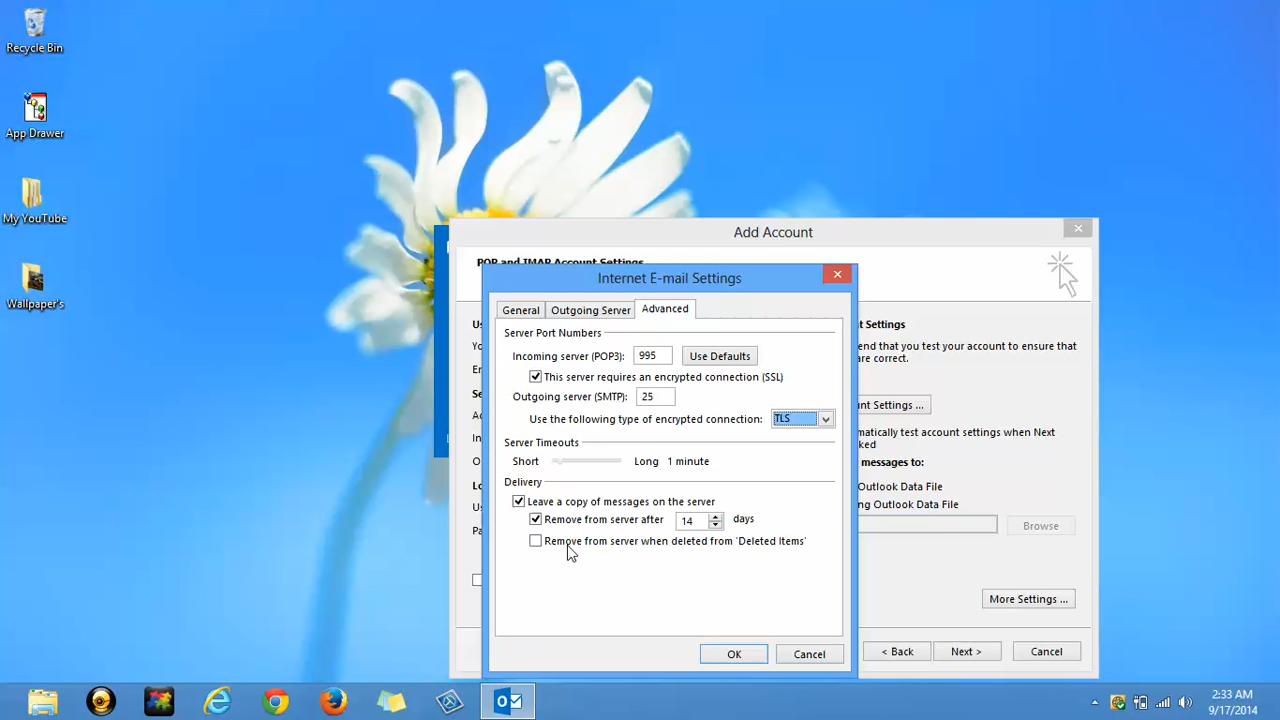 Recycle Bin
App Drawer
My YouTube
Wallpaper's
Add Account
POP and IMAP Account Settings
Internet E-mail Settings
General
Outgoing Server
Advanced
Server Port Numbers
Incoming server (POP3):
995
Use Defaults
This server requires an encrypted connection (SSL)
Outgoing server (SMTP):
25
Use the following type of encrypted connection:
TLS
Server Timeouts
Short
Long
1 minute
Delivery
Leave a copy of messages on the server
Remove from server after
14
days
Remove from server when deleted from 'Deleted Items'
OK
Cancel
nt Settings
end that you test your account to ensure that
are correct.
unt Settings ...
matically test account settings when Next
ked
messages to:
Outlook Data File
ng Outlook Data File
Browse
More Settings ...
< Back
Next >
Cancel
2:33 AM
9/17/2014